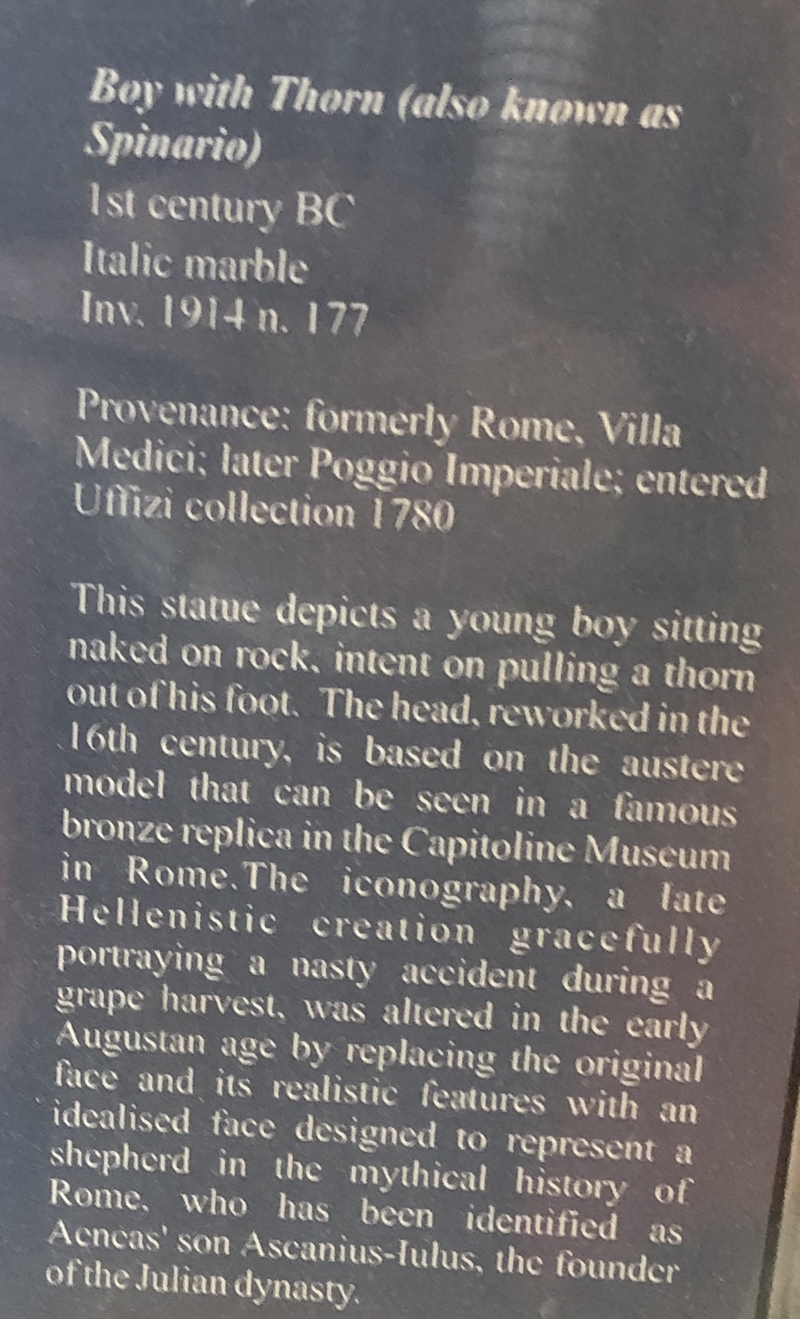 Boy with Thorn (also known as
Spinario)
1st century BC
Italic marble
Inv. 1914 n. 177
Provenance: formerly Rome, Villa
Medici; later Poggio Imperiale; entered
Uffizi collection 1780
This statue depicts a young boy sitting
naked on rock, intent on pulling a thorn
out of his foot. The head, reworked in the
16th century, is based on the austere
model that can be seen in a famous
bronze replica in the Capitoline Museum
in Rome.The iconography, a late
Hellenistic creation gracefully
portraying a nasty accident during a
grape harvest, was altered in the early
Augustan age by replacing the original
face and its realistic features with an
idealised face designed to represent a
shepherd in the mythical history of
Rome, who has been identified as
Aeneas' son Ascanius-Iulus, the founder
of the Julian dynasty.